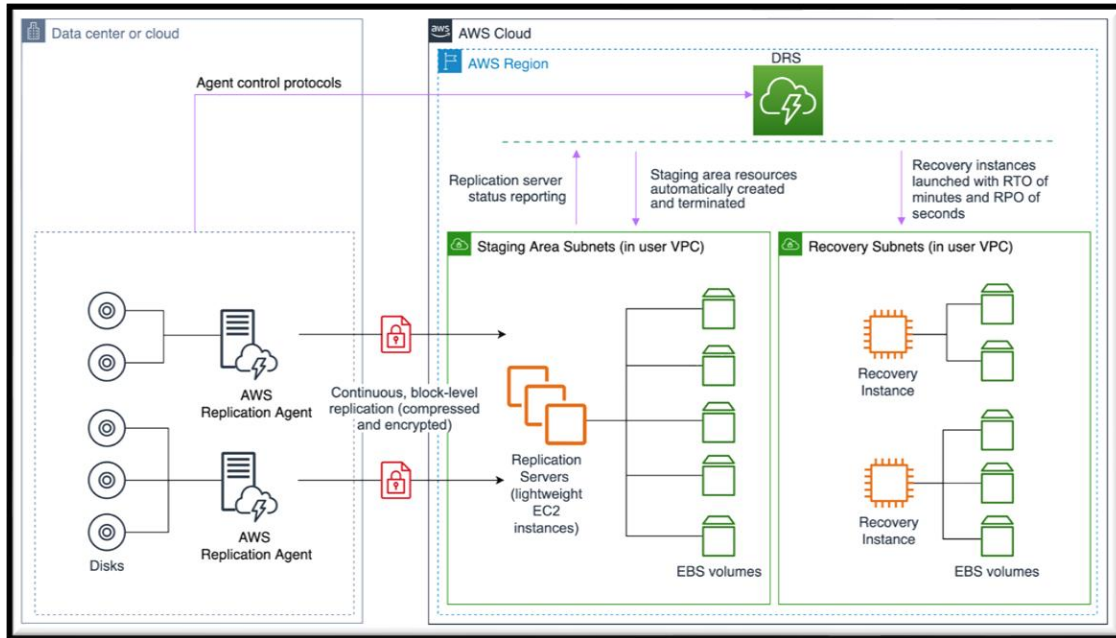 Data center or cloud
aws
AWS Cloud
AWS Region
DRS
Agent control protocols
Replication server
status reporting
Staging area resources
automatically created
and terminated
Recovery instances
launched with RTO of
minutes and RPO of
seconds
Staging Area Subnets (in user VPC)
Recovery Subnets (in user VPC)
AWS
Replication Agent
Continuous, block-level
replication (compressed
and encrypted)
Recovery
Instance
Replication
Servers
(lightweight
EC2
instances)
Recovery
Instance
AWS
Replication Agent
Disks
EBS volumes
EBS volumes